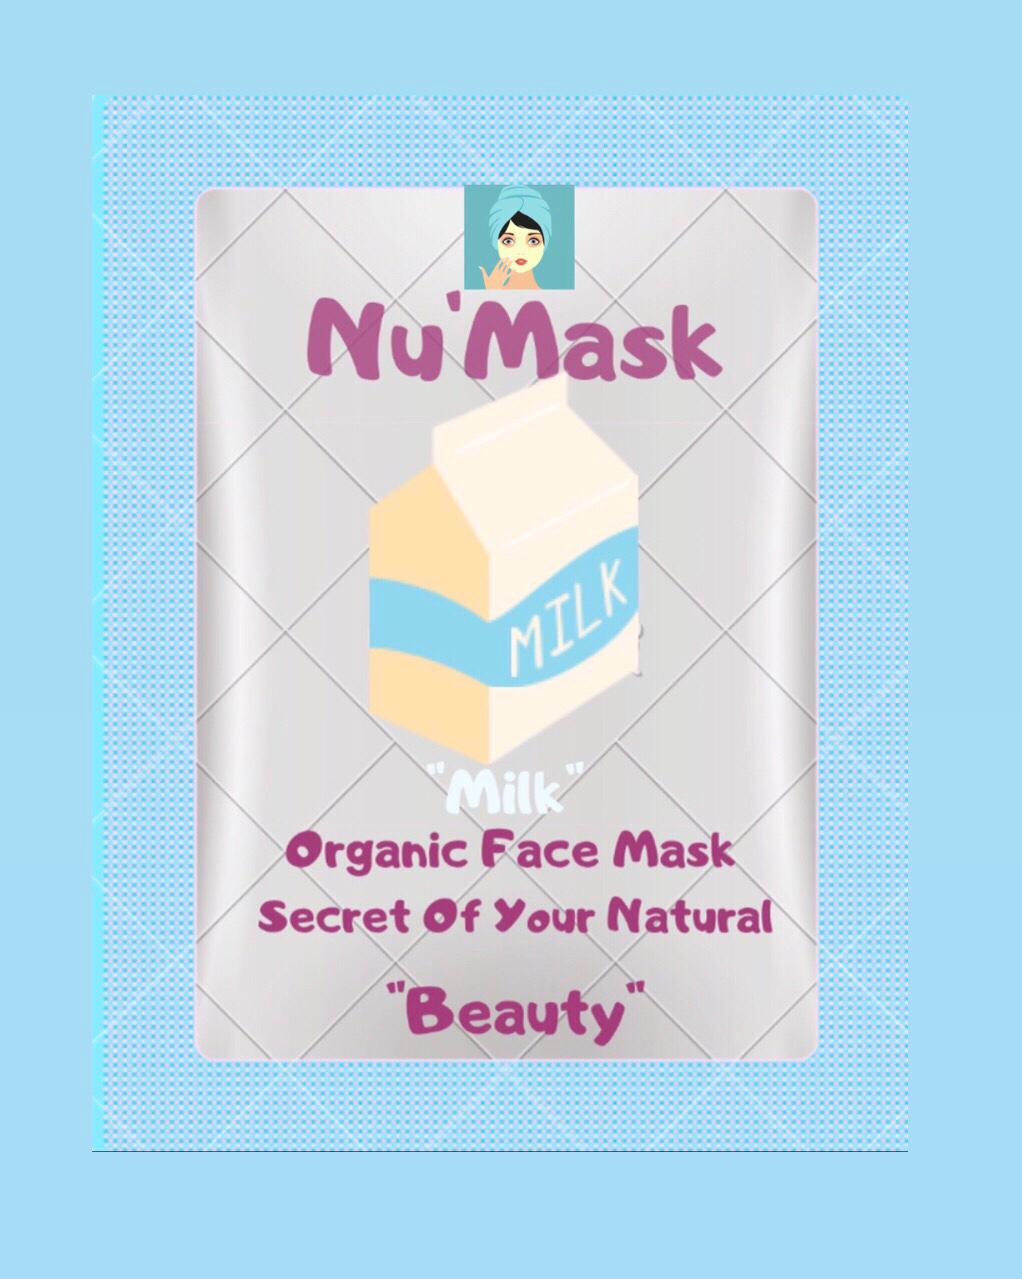 Nu'Mask
MILK
"Milk"
Organic Face Mask
Secret Of Your Natural
"Beauty"